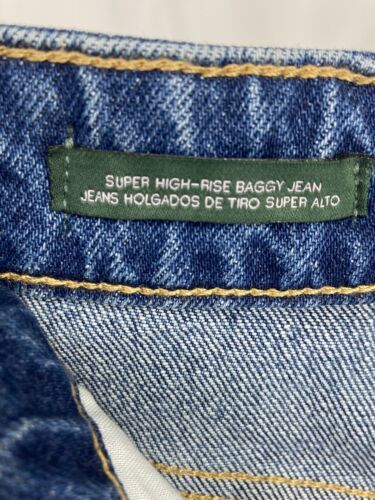 SUPER HIGH-RISE BAGGY JEAN
JEANS HOLGADOS DE TIRO SUPER ALTO